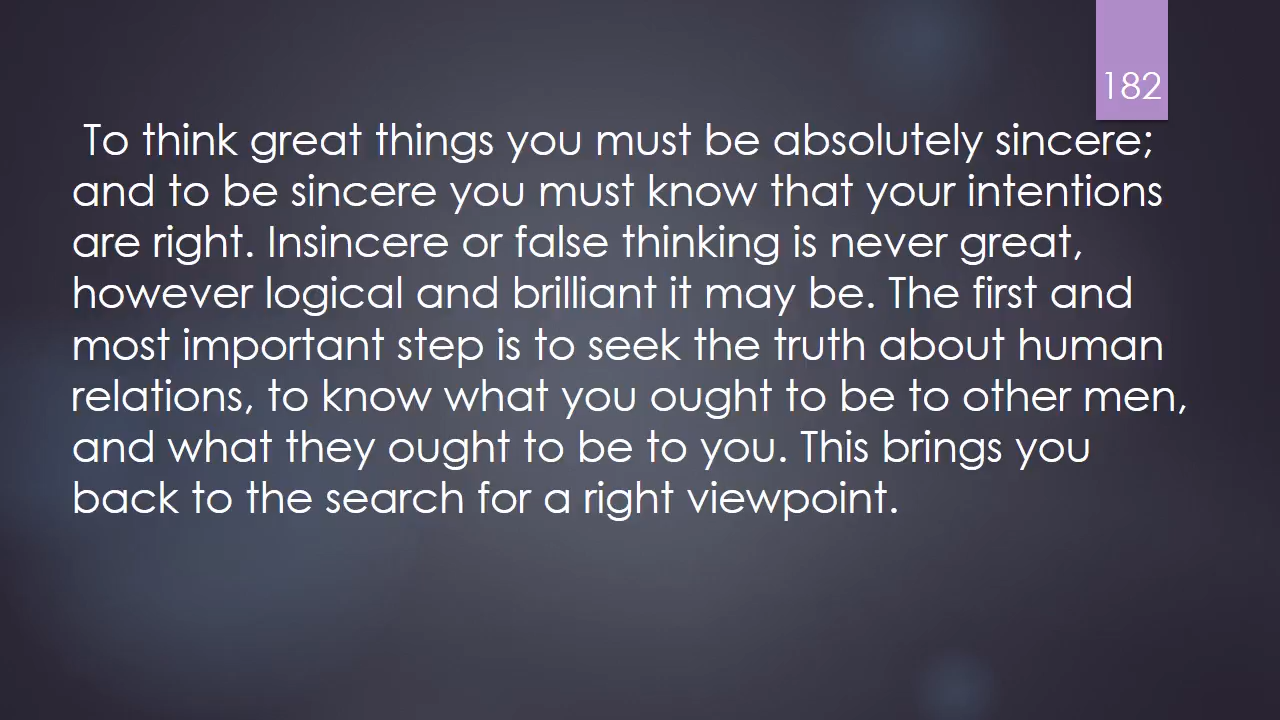 182
To think great things you must be absolutely sincere;
and to be sincere you must know that your intentions
are right. Insincere or false thinking is never great,
however logical and brilliant it may be. The first and
most important step is to seek the truth about human
relations, to know what you ought to be to other men,
and what they ought to be to you. This brings you
back to the search for a right viewpoint.